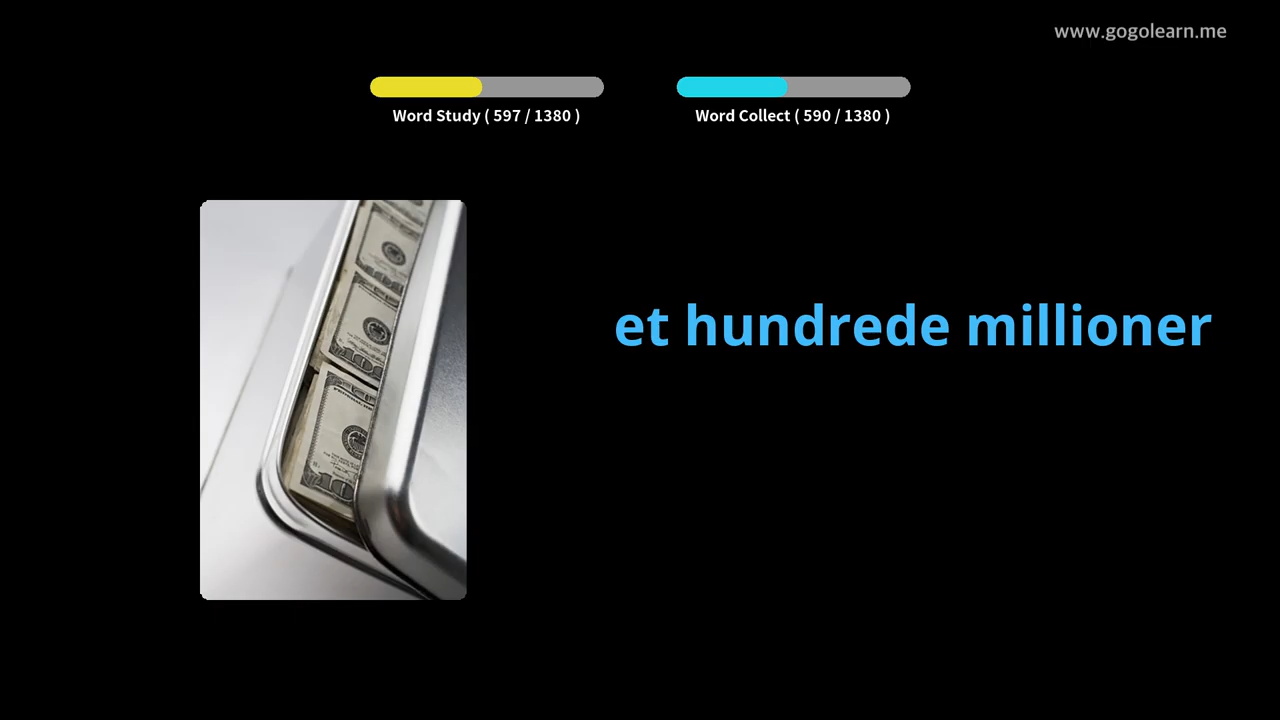 www.gogolearn.me
Word Study ( 597 / 1380 )
Word Collect ( 590 / 1380 )
et hundrede millioner